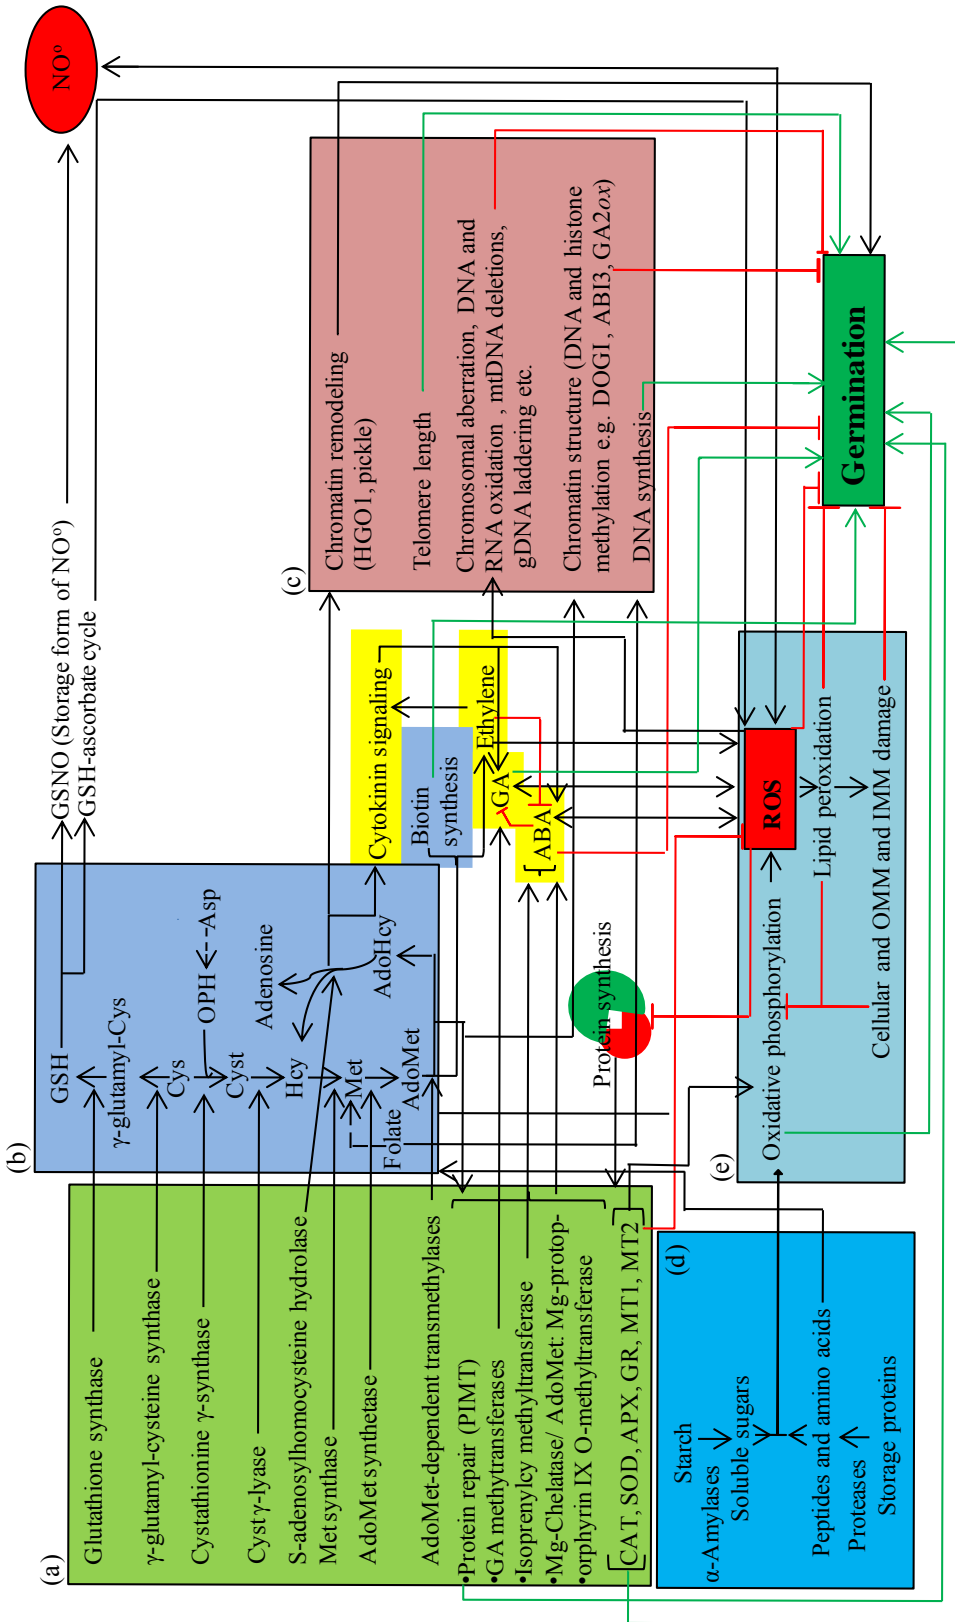 (a)
Glutathione synthase
γ-glutamyl-cysteine synthase
Cystathionine γ-synthase
Cyst γ-lyase
S-adenosylhomocysteine hydrolase
Met synthase
AdoMet synthetase
AdoMet-dependent transmethylases
•Protein repair (PIMT)
•GA methytransferases
•Isoprenylcy methyltransferase
•Mg-Chelatase/ AdoMet: Mg-protop-
•orphyrin IX O-methyltransferase
CAT, SOD, APX, GR, MT1, MT2
(b)
GSH
γ-glutamyl-Cys
Cys
OPH
Asp
Cyst
Adenosine
Hcy
Met
AdoHcy
AdoMet
Folate
GSNO (Storage form of NOº)
GSH-ascorbate cycle
NOº
Cytokinin signaling
Biotin
synthesis
Ethylene
GA
ABA
Protein synthesis
(c)
Chromatin remodeling
(HGO1, pickle)
Telomere length
Chromosomal aberration, DNA and
RNA oxidation , mtDNA deletions,
gDNA laddering etc.
Chromatin structure (DNA and histone
methylation e.g. DOGI , ABI3, GA2ox)
DNA synthesis
(d)
Starch
α-Amylases
Soluble sugars
Peptides and amino acids
Proteases
Storage proteins
(e)
Oxidative phosphorylation
ROS
Lipid peroxidation
Cellular and OMM and IMM damage
Germination